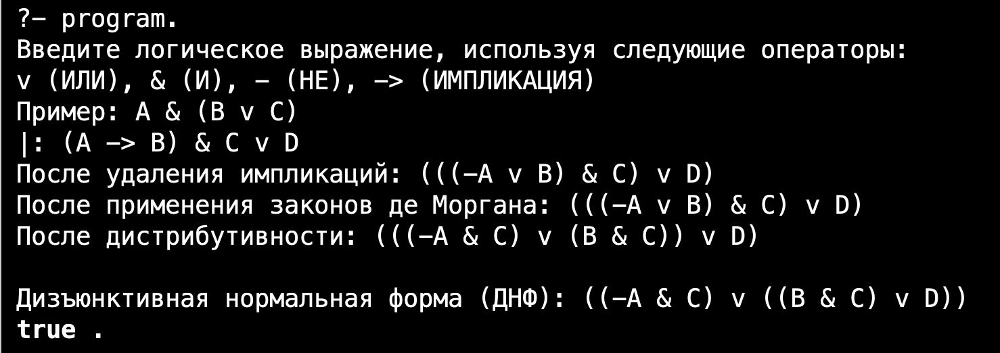 ?- program.
Введите логическое выражение, используя следующие операторы:
v (ИЛИ), & (И), - (НЕ), -> (ИМПЛИКАЦИЯ)
Пример: A & (B v C)
|: (A -> B) & C v D
После удаления импликаций: (((-A v B) & C) v D)
После применения законов де Моргана: (((-A v B) & C) v D)
После дистрибутивности: (((-A & C) v (B & C)) v D)
Дизъюнктивная нормальная форма (ДНФ): ((-A & C) v ((B & C) v D))
true .